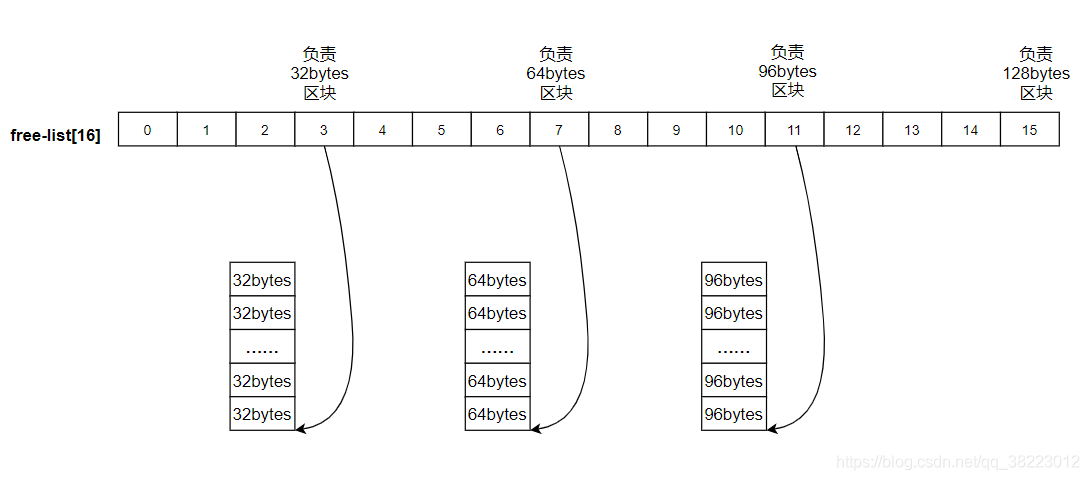 负责
32bytes
区块
负责
64bytes
区块
负责
96bytes
区块
负责
128bytes
区块
free-list[16]
0 1 2 3 4 5 6 7 8 9 10 11 12 13 14 15
32bytes
32bytes
……
32bytes
32bytes
64bytes
64bytes
……
64bytes
64bytes
96bytes
96bytes
……
96bytes
96bytes
https://blog.csdn.net/qq_38223012